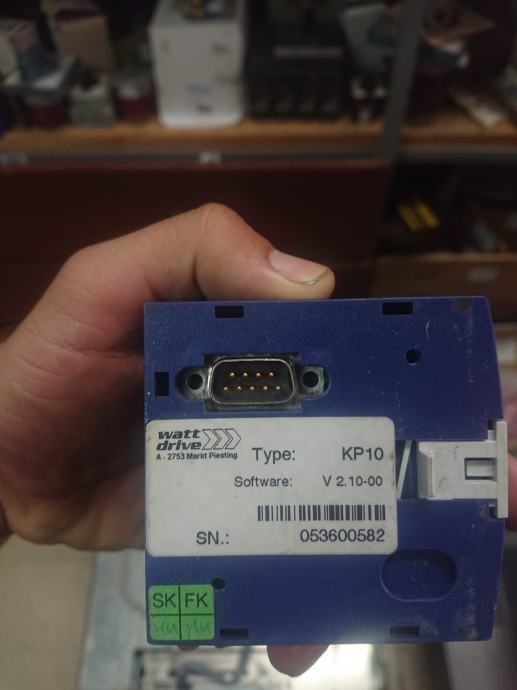 watt
drive
A - 2753 Markt Piesting
Type: KP10
Software: V 2.10-00
SN.: 053600582
SK FK